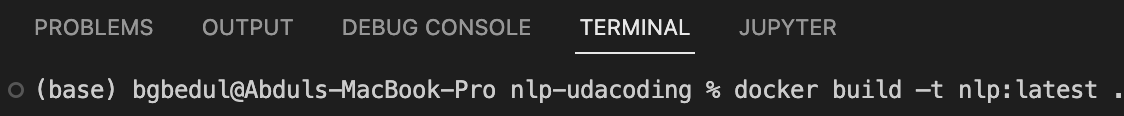 PROBLEMS OUTPUT DEBUG CONSOLE TERMINAL JUPYTER
(base) bgbedul@Abduls-MacBook-Pro nlp-udacoding % docker build -t nlp:latest .